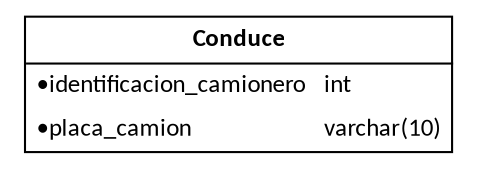 Conduce
•identificacion_camionero int
•placa_camion varchar(10)